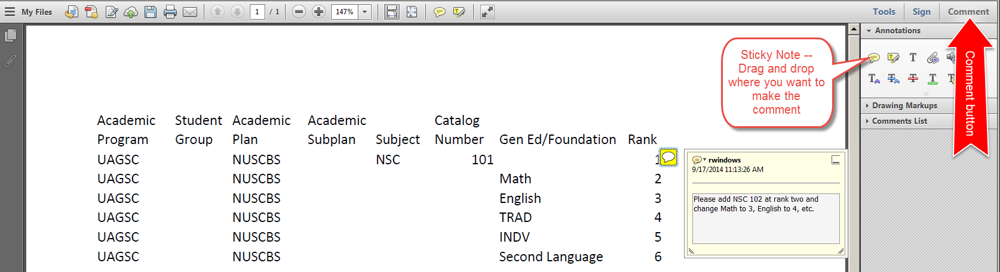 My Files 1 / 1 147% Tools Sign Comment
Annotations
Sticky Note --
Drag and drop
where you want to
make the
comment
Comment button
Drawing Markups
Comments List
Academic Student Academic Academic Catalog
Program Group Plan Subplan Subject Number Gen Ed/Foundation Rank
UAGSC NUSCBS NSC 101 1
UAGSC NUSCBS Math 2
UAGSC NUSCBS English 3
UAGSC NUSCBS TRAD 4
UAGSC NUSCBS INDV 5
UAGSC NUSCBS Second Language 6
rwindows
9/17/2014 11:13:26 AM
Please add NSC 102 at rank two and
change Math to 3, English to 4, etc.